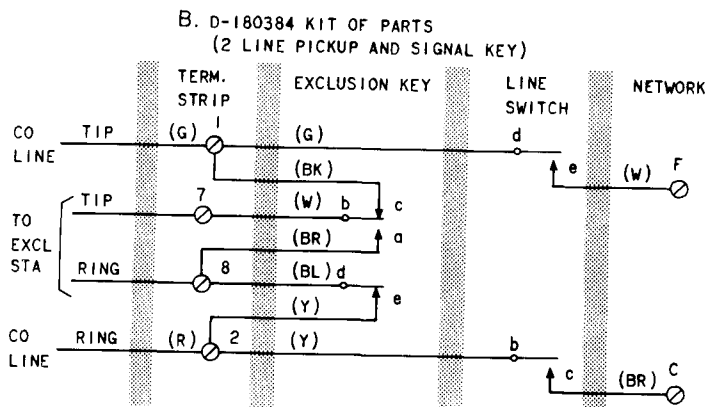 B. D-180384 KIT OF PARTS
(2 LINE PICKUP AND SIGNAL KEY)
TERM. STRIP
EXCLUSION KEY
LINE SWITCH
NETWORK
CO LINE
TIP
(G)
1
(G)
d
e
(W)
F
(BK)
c
TO EXCL STA
TIP
7
(W)
b
(BR)
a
RING
8
(BL)
d
e
(Y)
CO LINE
RING
(R)
2
(Y)
b
c
(BR)
C